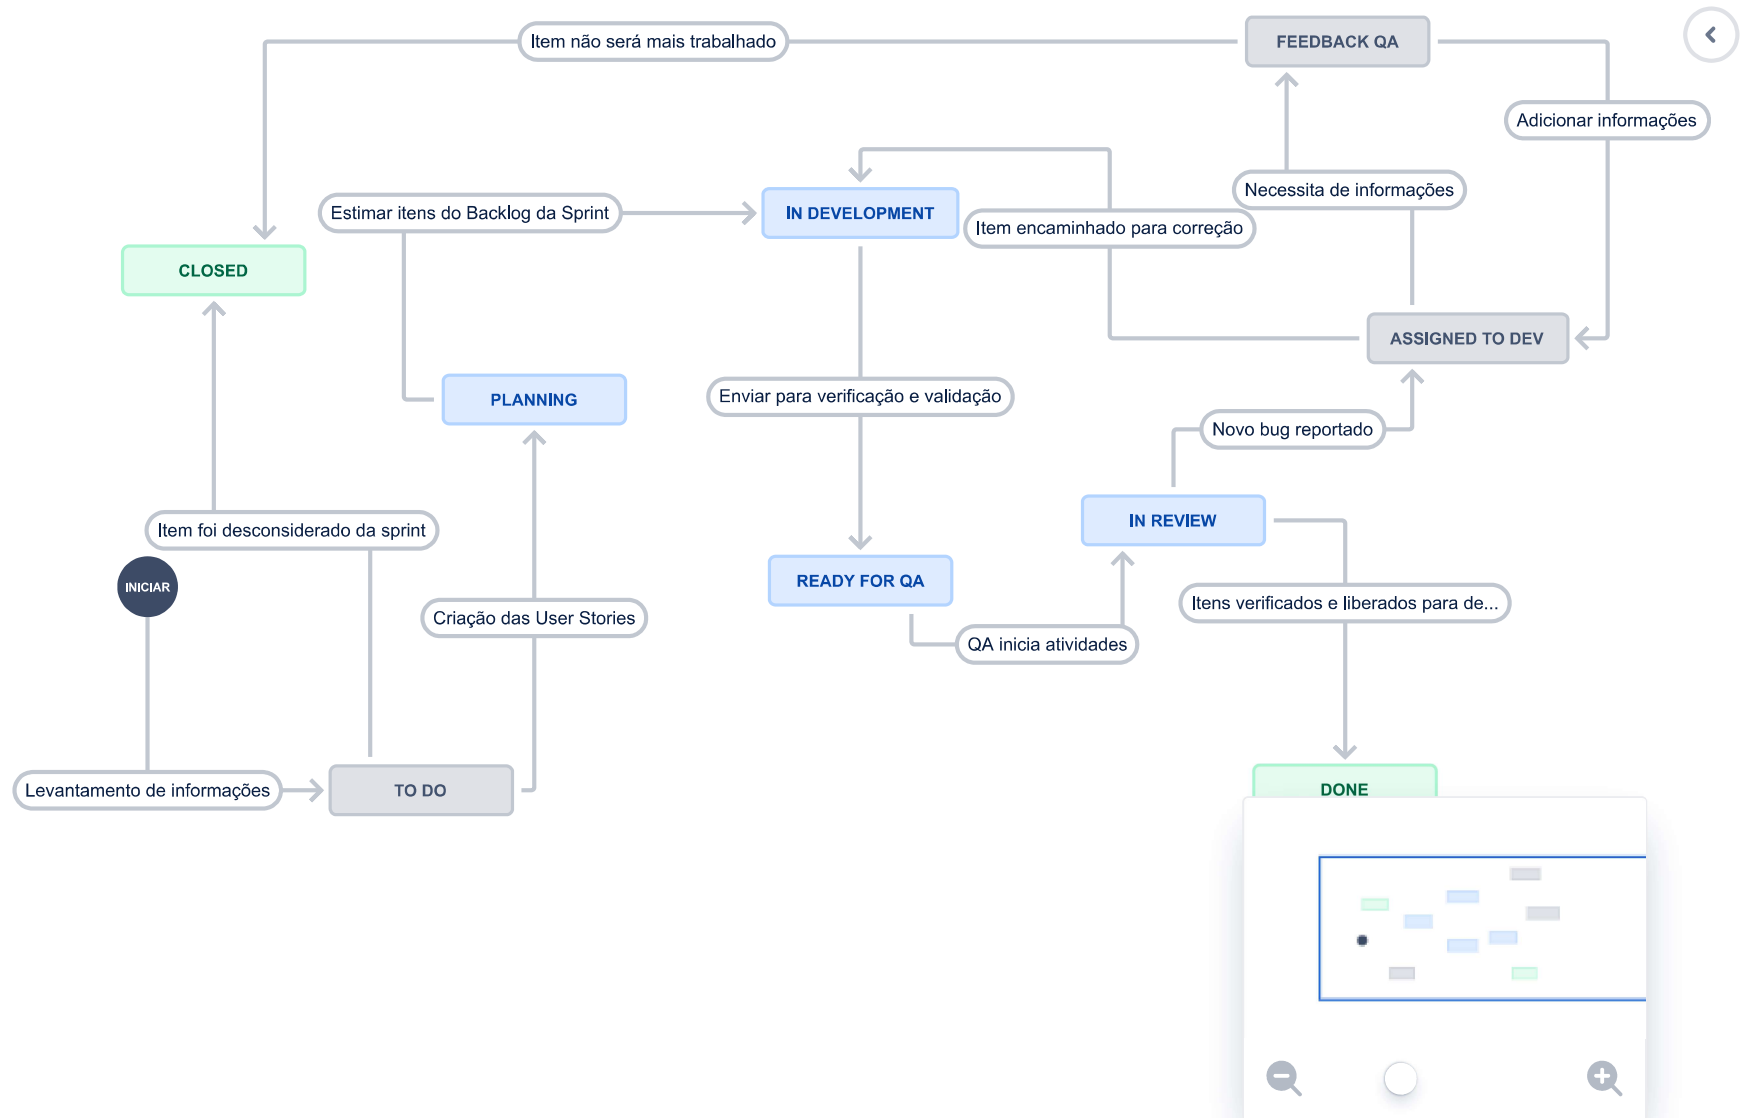 Item não será mais trabalhado
FEEDBACK QA
Adicionar informações
Necessita de informações
Estimar itens do Backlog da Sprint
IN DEVELOPMENT
Item encaminhado para correção
CLOSED
ASSIGNED TO DEV
PLANNING
Enviar para verificação e validação
Novo bug reportado
Item foi desconsiderado da sprint
IN REVIEW
INICIAR
READY FOR QA
Itens verificados e liberados para de...
Criação das User Stories
QA inicia atividades
Levantamento de informações
TO DO
DONE